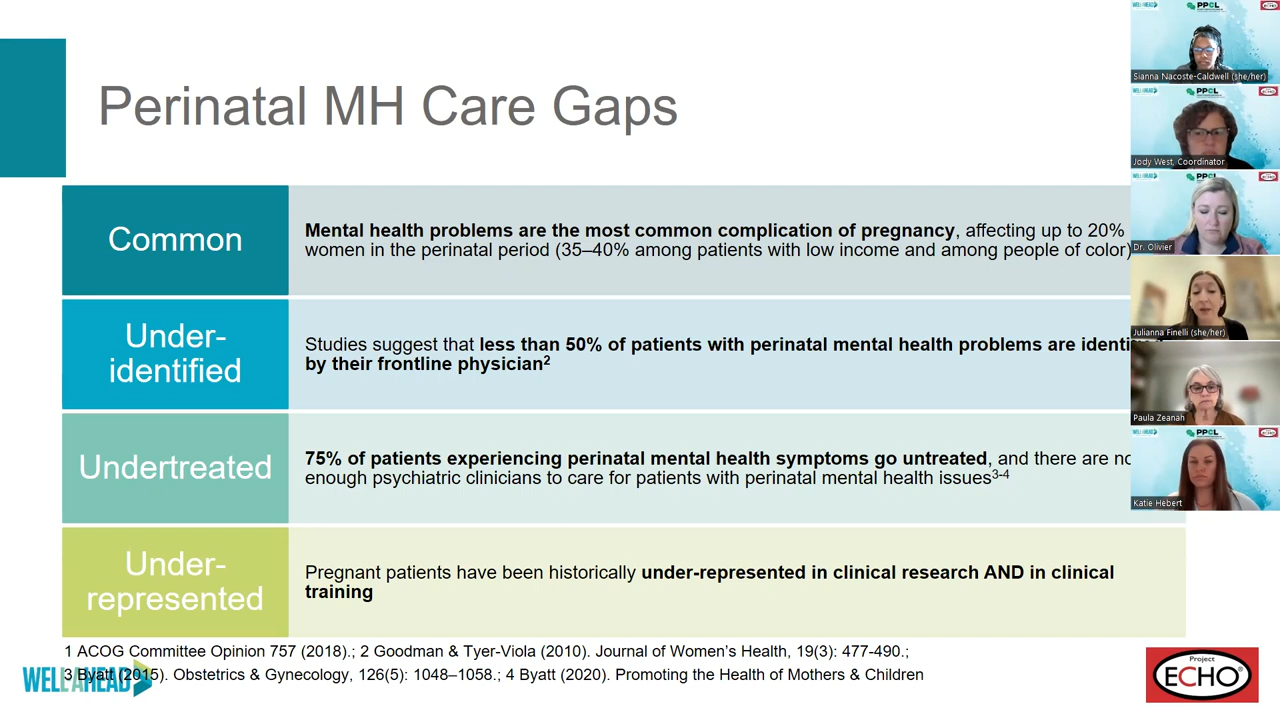 Perinatal MH Care Gaps
Common
Mental health problems are the most common complication of pregnancy, affecting up to 20%
women in the perinatal period (35–40% among patients with low income and among people of color)
Under-
identified
Studies suggest that less than 50% of patients with perinatal mental health problems are
by their frontline physician²
Undertreated
75% of patients experiencing perinatal mental health symptoms go untreated, and there are
enough psychiatric clinicians to care for patients with perinatal mental health issues³⁻⁴
Under-
represented
Pregnant patients have been historically under-represented in clinical research AND in clinical
training
1 ACOG Committee Opinion 757 (2018).; 2 Goodman & Tyer-Viola (2010). Journal of Women’s Health, 19(3): 477-490.;
3 Byatt (2015). Obstetrics & Gynecology, 126(5): 1048–1058.; 4 Byatt (2020). Promoting the Health of Mothers & Children
WELL-AHEAD
Project
ECHO®
PPCL
Sianna Nacoste-Caldwell (she/her)
PPCL
Jody West, Coordinator
PPCL
Dr. Olivier
Julianna Finelli (she/her)
Paula Zeanah
PPCL
Katie Hebert